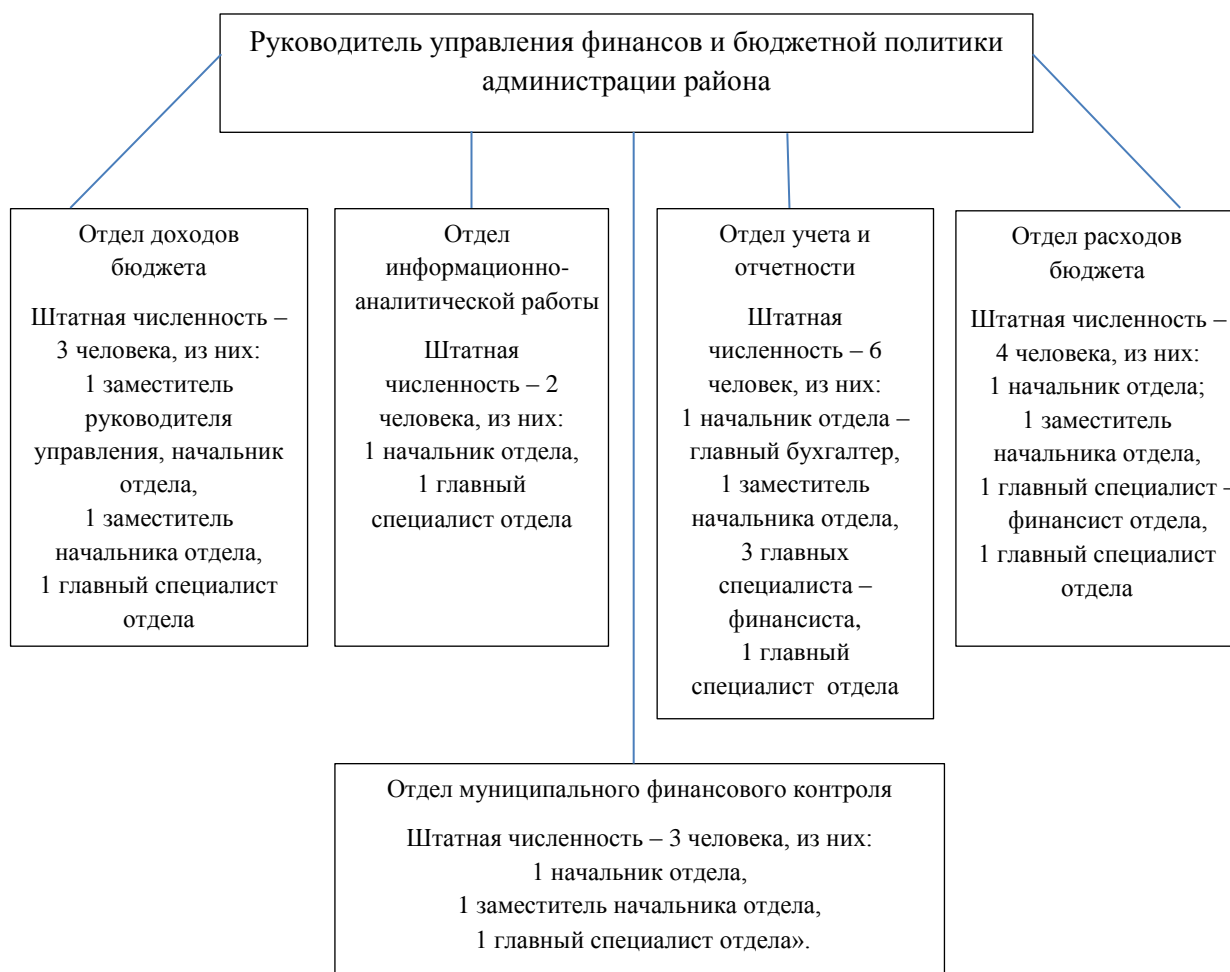 Руководитель управления финансов и бюджетной политики
администрации района
Отдел доходов
бюджета
Штатная численность –
3 человека, из них:
1 заместитель
руководителя
управления, начальник
отдела,
1 заместитель
начальника отдела,
1 главный специалист
отдела
Отдел
информационно-
аналитической работы
Штатная
численность – 2
человека, из них:
1 начальник отдела,
1 главный
специалист отдела
Отдел учета и
отчетности
Штатная
численность – 6
человек, из них:
1 начальник отдела –
главный бухгалтер,
1 заместитель
начальника отдела,
3 главных
специалиста –
финансиста,
1 главный
специалист отдела
Отдел расходов
бюджета
Штатная численность –
4 человека, из них:
1 начальник отдела;
1 заместитель
начальника отдела,
1 главный специалист –
финансист отдела,
1 главный специалист
отдела
Отдел муниципального финансового контроля
Штатная численность – 3 человека, из них:
1 начальник отдела,
1 заместитель начальника отдела,
1 главный специалист отдела».